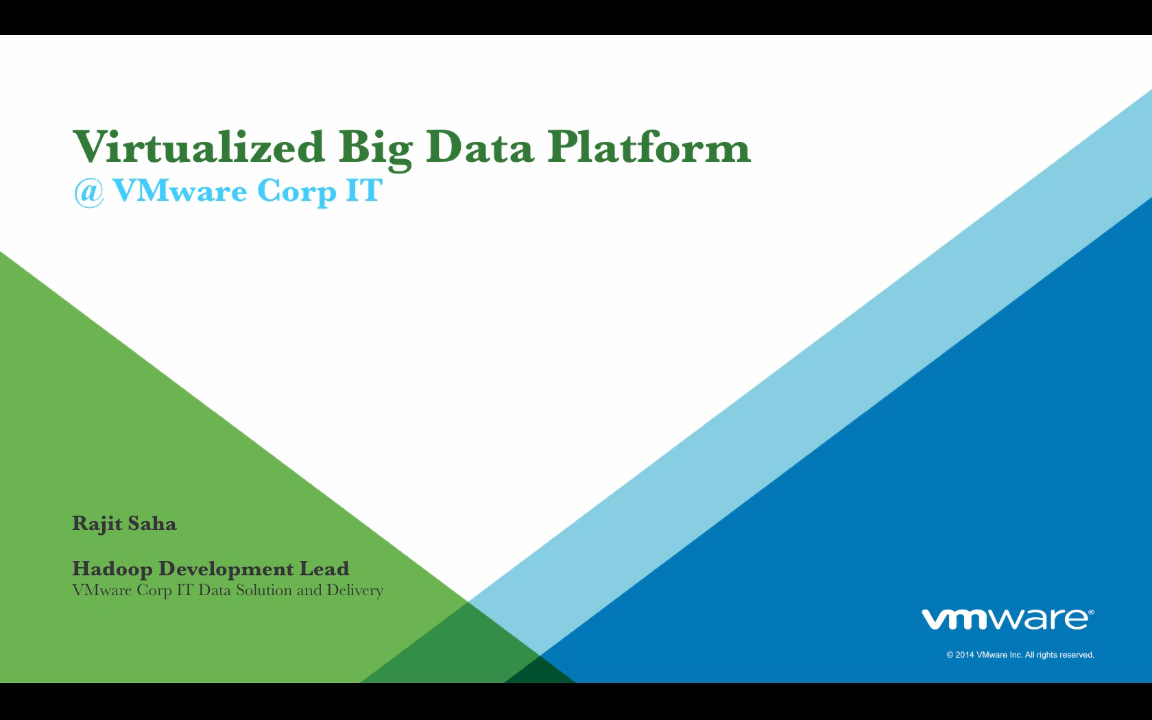 Virtualized Big Data Platform
@ VMware Corp IT
Rajit Saha
Hadoop Development Lead
VMware Corp IT Data Solution and Delivery
vmware®
© 2014 VMware Inc. All rights reserved.